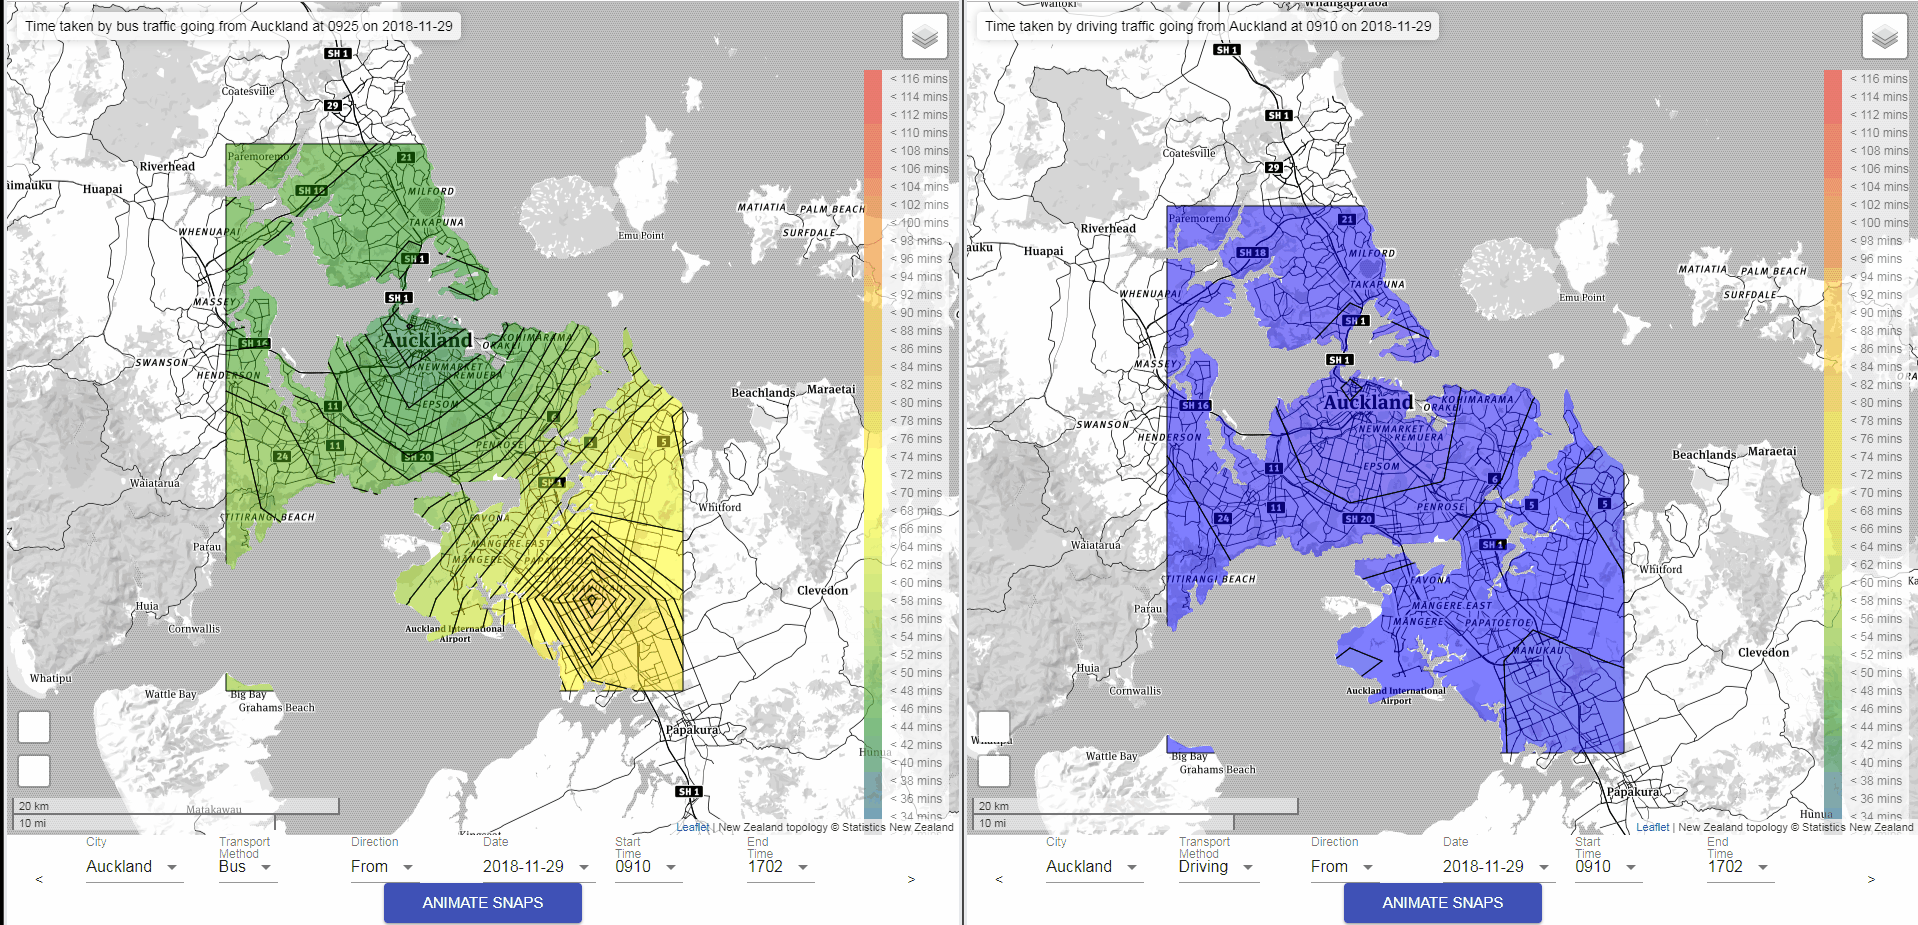 Time taken by bus traffic going from Auckland at 0925 on 2018-11-29
SH 1
Coatesville
29
Paremoremo
21
Riverhead
Huapai
SH 18
MILFORD
MATIATIA
PALM BEACH
TAKAPUNA
SURFDALE
WHENUAPAI
Emu Point
SH 1
SH 1
MASSEY
SH 16
Auckland
KOHIMARAMA
ORAKEI
SWANSON
HENDERSON
NEWMARKET
REMUERA
Beachlands
Maraetai
11
EPSOM
6
11
PENROSE
5
5
24
SH 20
Waiatarua
SH 1
Whitford
TITIRANGI BEACH
FAVONA
Parau
MANGERE EAST
MANGERE
PAPATOETOE
Clevedon
Huia
Cornwallis
Auckland International
Airport
Whatipu
Wattle Bay
Big Bay
Grahams Beach
Papakura
Hunua
SH 1
Matakawau
< 116 mins
< 114 mins
< 112 mins
< 110 mins
< 108 mins
< 106 mins
< 104 mins
< 102 mins
< 100 mins
< 98 mins
< 96 mins
< 94 mins
< 92 mins
< 90 mins
< 88 mins
< 86 mins
< 84 mins
< 82 mins
< 80 mins
< 78 mins
< 76 mins
< 74 mins
< 72 mins
< 70 mins
< 68 mins
< 66 mins
< 64 mins
< 62 mins
< 60 mins
< 58 mins
< 56 mins
< 54 mins
< 52 mins
< 50 mins
< 48 mins
< 46 mins
< 44 mins
< 42 mins
< 40 mins
< 38 mins
< 36 mins
< 34 mins
20 km
10 mi
Leaflet | New Zealand topology © Statistics New Zealand
City
Transport Method
Direction
Date
Start Time
End Time
Auckland
Bus
From
2018-11-29
0910
1702
<
>
ANIMATE SNAPS
Time taken by driving traffic going from Auckland at 0910 on 2018-11-29
Whangaparaoa
SH 1
SH 1
Coatesville
29
Paremoremo
21
Riverhead
Huapai
SH 18
MILFORD
MATIATIA
PALM BEACH
TAKAPUNA
SURFDALE
WHENUAPAI
Emu Point
SH 1
SH 1
MASSEY
SH 16
Auckland
KOHIMARAMA
ORAKEI
SWANSON
HENDERSON
NEWMARKET
REMUERA
Beachlands
Maraetai
11
EPSOM
6
11
PENROSE
5
5
24
SH 20
Waiatarua
SH 1
Whitford
TITIRANGI BEACH
FAVONA
Parau
MANGERE EAST
MANGERE
PAPATOETOE
MANUKAU
Clevedon
Huia
Cornwallis
Auckland International
Airport
Wattle Bay
Big Bay
Grahams Beach
Papakura
Hunua
< 116 mins
< 114 mins
< 112 mins
< 110 mins
< 108 mins
< 106 mins
< 104 mins
< 102 mins
< 100 mins
< 98 mins
< 96 mins
< 94 mins
< 92 mins
< 90 mins
< 88 mins
< 86 mins
< 84 mins
< 82 mins
< 80 mins
< 78 mins
< 76 mins
< 74 mins
< 72 mins
< 70 mins
< 68 mins
< 66 mins
< 64 mins
< 62 mins
< 60 mins
< 58 mins
< 56 mins
< 54 mins
< 52 mins
< 50 mins
< 48 mins
< 46 mins
< 44 mins
< 42 mins
< 40 mins
< 38 mins
< 36 mins
< 34 mins
20 km
10 mi
Leaflet | New Zealand topology © Statistics New Zealand
City
Transport Method
Direction
Date
Start Time
End Time
Auckland
Driving
From
2018-11-29
0910
1702
<
>
ANIMATE SNAPS